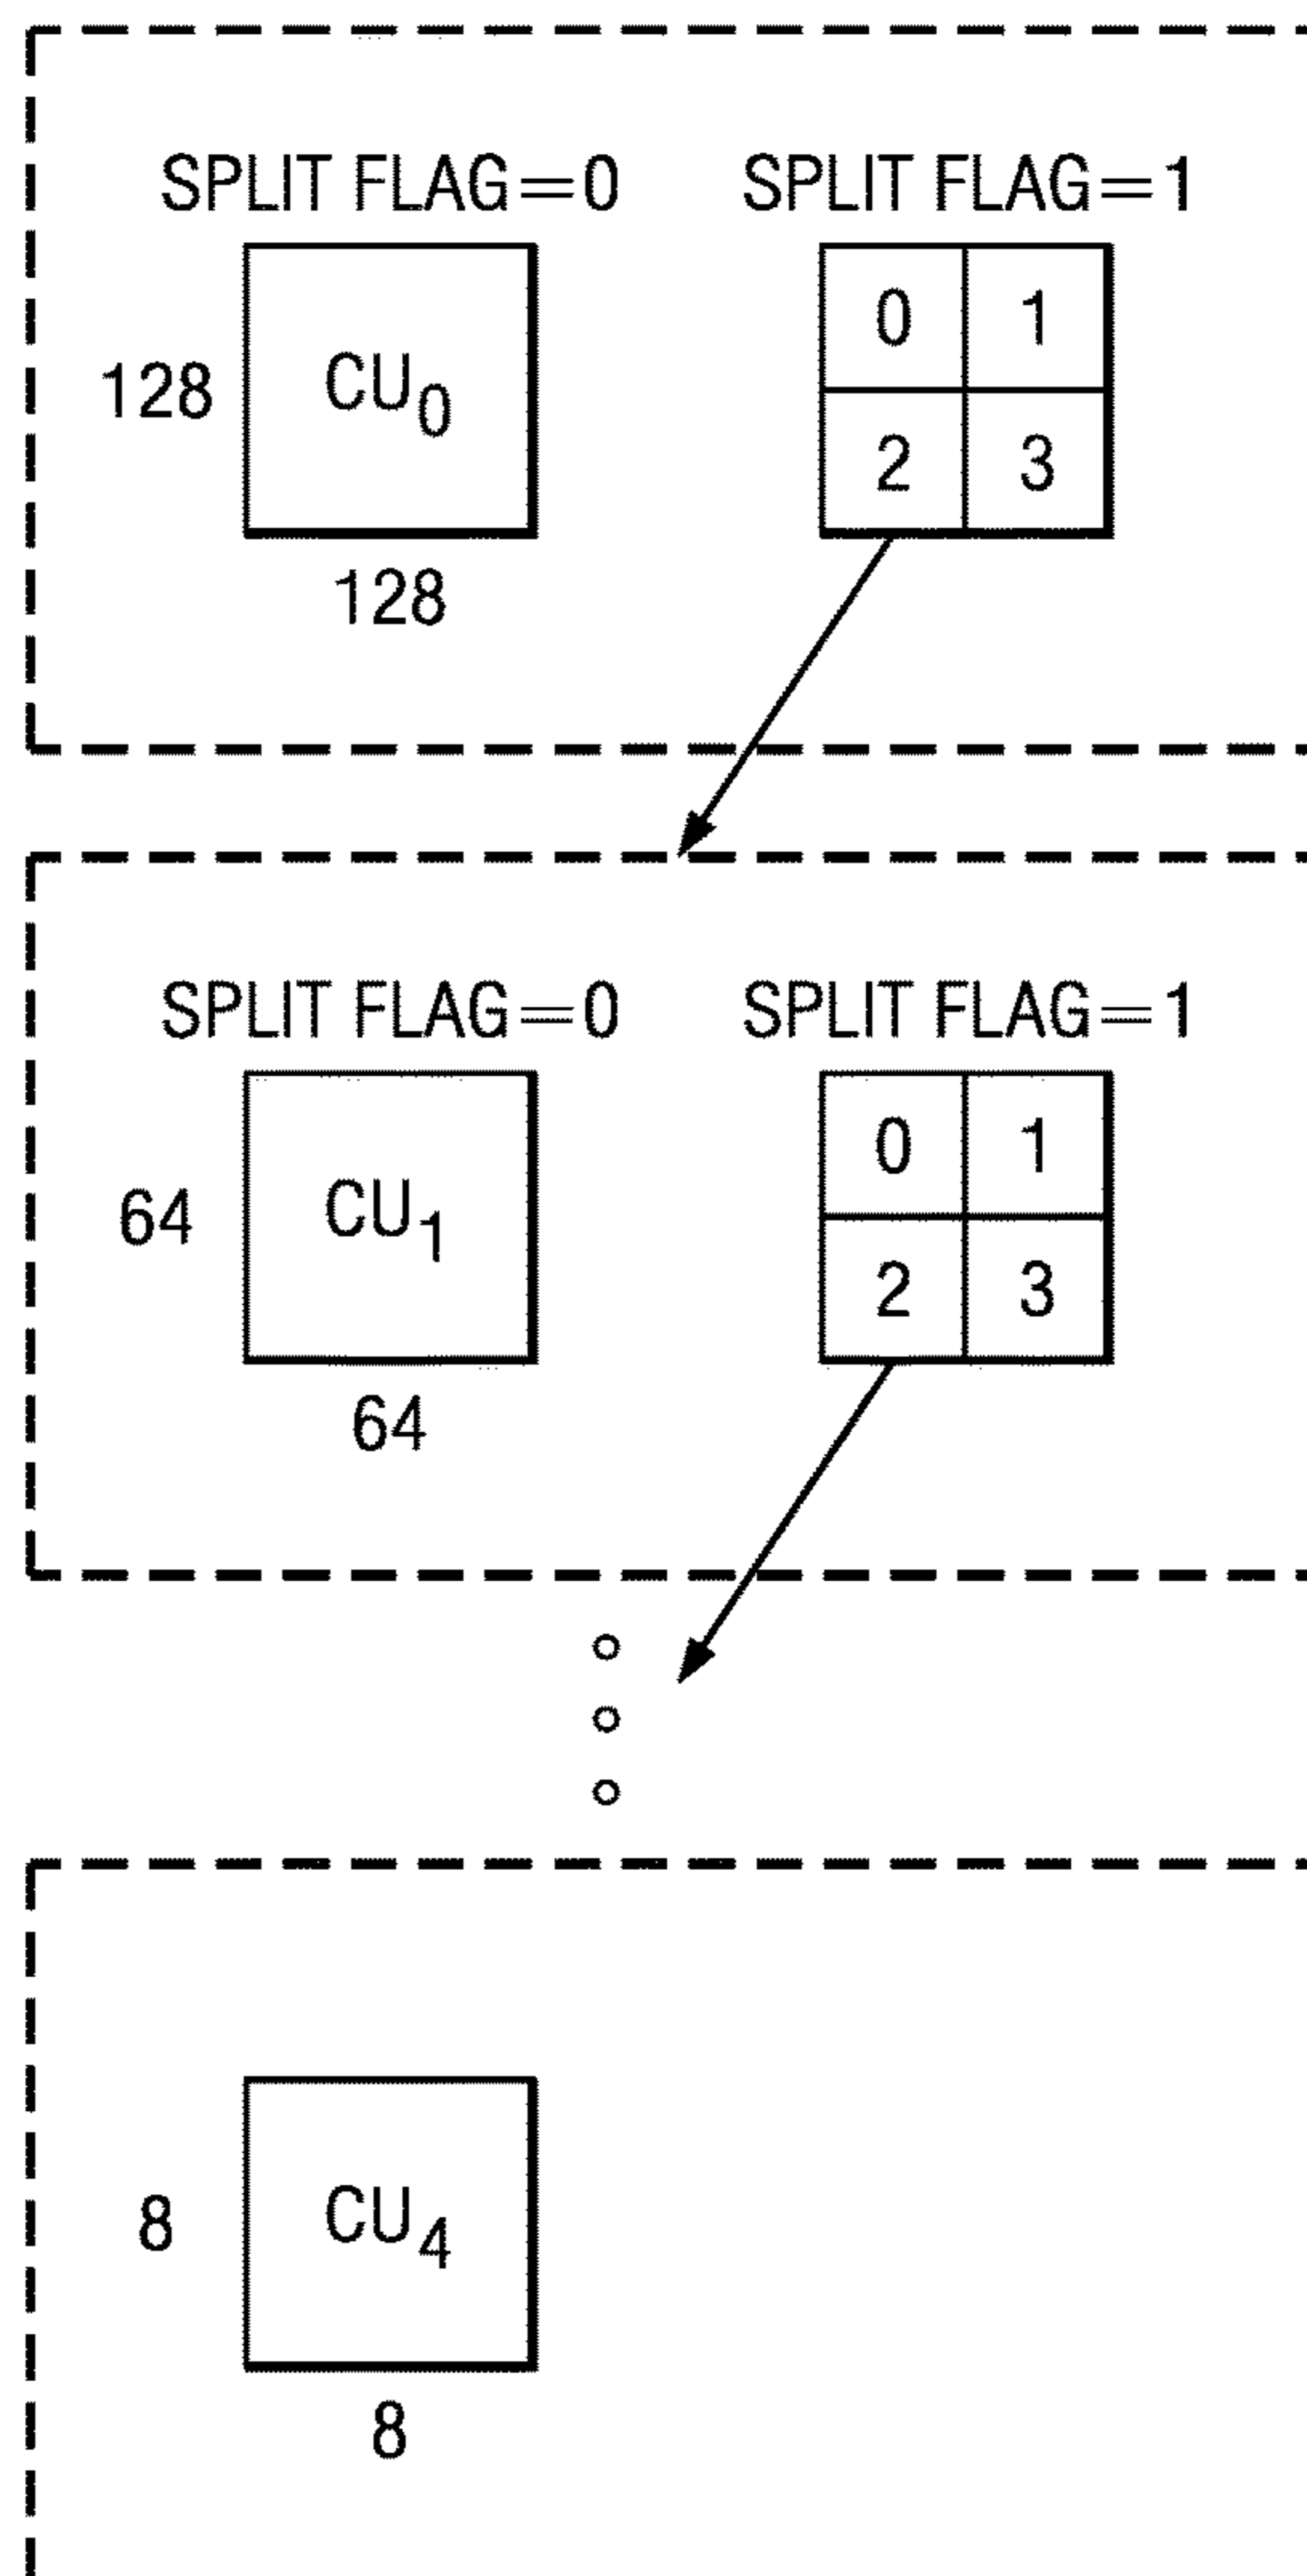 SPLIT FLAG=0 SPLIT FLAG=1
0 1
128 CU₀
2 3
128
SPLIT FLAG=0 SPLIT FLAG=1
0 1
64 CU₁
2 3
64
8 CU₄
8